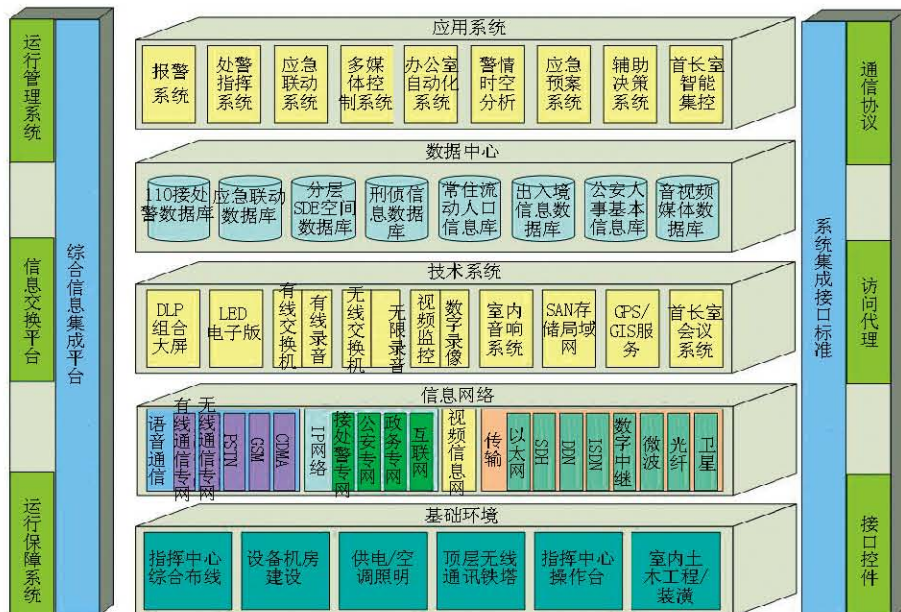 运行管理系统
信息交换平台
运行保障系统
综合信息集成平台
应用系统
报警
系统
处警
指挥
系统
应急
联动
系统
多媒
体控
制系统
办公室
自动化
系统
警情
时空
分析
应急
预案
系统
辅助
决策
系统
首长室
智能
集控
数据中心
110接处
警数据库
应急联动
数据库
分层
SDE空间
数据库
刑侦信
息数据
库
常住流
动人口
信息库
出入境
信息数
据库
公安人
事基本
信息库
音视频
媒体数
据库
技术系统
DLP
组合
大屏
LED
电子版
有线交换机
有线录音
无线交换机
无限录音
视频监控
数字录像
室内
音响
系统
SAN存
储局域
网
GPS/
GIS服
务
首长室
会议
系统
信息网络
语音通信
有线通信专网
无线通信专网
PSTN
GSM
CDMA
IP网络
接处警专网
公安专网
政务专网
互联网
视频信息网
传输
以太网
SDH
DDN
ISDN
数字中继
微波
光纤
卫星
基础环境
指挥中心
综合布线
设备机房
建设
供电/空
调照明
顶层无线
通讯铁塔
指挥中心
操作台
室内土
木工程/
装潢
系统集成接口标准
通信协议
访问代理
接口控件